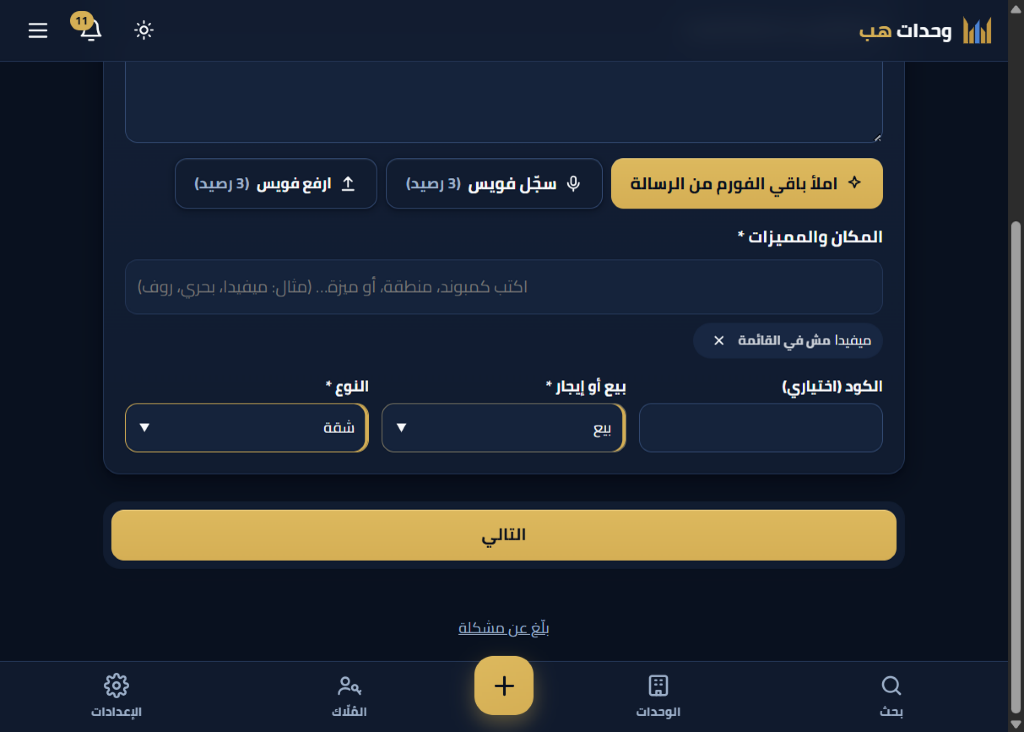 وحدات هب
11
املأ باقي الفورم من الرسالة
سجّل فويس (3 رصيد)
ارفع فويس (3 رصيد)
المكان والمميزات *
اكتب كمبوند، منطقة، أو ميزة... (مثال: ميفيدا، بحري، روف)
ميفيدا مش في القائمة ✕
الكود (اختياري)
بيع أو إيجار *
النوع *
بيع
شقة
التالي
بلّغ عن مشكلة
بحث
الوحدات
+
المُلّاك
الإعدادات